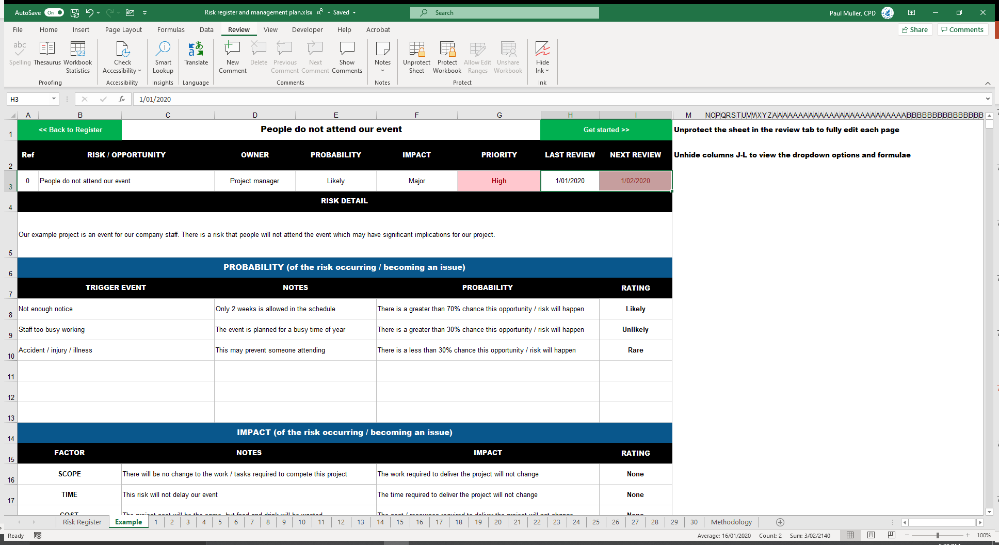 AutoSave On Risk register and management plan.xlsx - Saved Search Paul Muller, CPD
File Home Insert Page Layout Formulas Data Review View Developer Help Acrobat Share Comments
abc
123
Spelling Thesaurus Workbook Statistics
Check Accessibility
Smart Lookup
Translate
New Comment Delete Previous Comment Next Comment Show Comments
Notes
Unprotect Sheet Protect Workbook Allow Edit Ranges Unshare Workbook
Hide Ink
Proofing Accessibility Insights Language Comments Notes Protect Ink
H3 fx 1/01/2020
A B C D E F G H I M NOPQRSTUVWXYZ
1 << Back to Register People do not attend our event Get started >> Unprotect the sheet in the review tab to fully edit each page
2 Ref RISK / OPPORTUNITY OWNER PROBABILITY IMPACT PRIORITY LAST REVIEW NEXT REVIEW Unhide columns J-L to view the dropdown options and formulae
3 0 People do not attend our event Project manager Likely Major High 1/01/2020 1/02/2020
4 RISK DETAIL
5 Our example project is an event for our company staff. There is a risk that people will not attend the event which may have significant implications for our project.
6 PROBABILITY (of the risk occurring / becoming an issue)
7 TRIGGER EVENT NOTES PROBABILITY RATING
8 Not enough notice Only 2 weeks is allowed in the schedule There is a greater than 70% chance this opportunity / risk will happen Likely
9 Staff too busy working The event is planned for a busy time of year There is a greater than 30% chance this opportunity / risk will happen Unlikely
10 Accident / injury / illness This may prevent someone attending There is a less than 30% chance this opportunity / risk will happen Rare
11
12
13
14 IMPACT (of the risk occurring / becoming an issue)
15 FACTOR NOTES IMPACT RATING
16 SCOPE There will be no change to the work / tasks required to compete this project The work required to deliver the project will not change None
17 TIME This risk will not delay our event The time required to deliver the project will not change None
COST The project cost will be the same, but food and drink will be wasted The cost / resources required to deliver the project will not change None
Risk Register Example 1 2 3 4 5 6 7 8 9 10 11 12 13 14 15 16 17 18 19 20 21 22 23 24 25 26 27 28 29 30 Methodology
Ready Average: 16/01/2020 Count: 2 Sum: 3/02/2140 100%